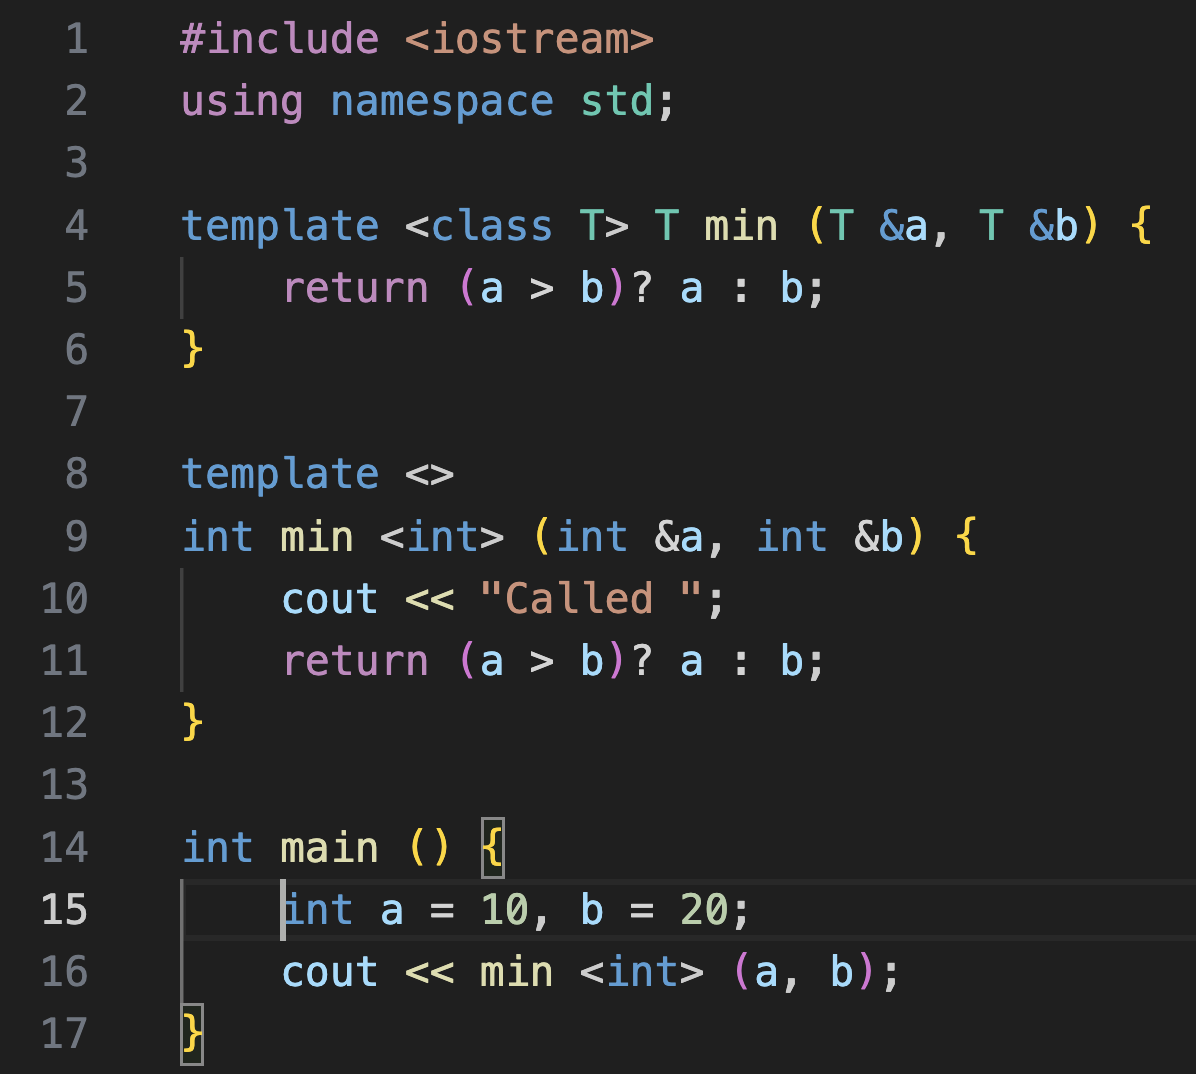 1 #include <iostream>
2 using namespace std;
3
4 template <class T> T min (T &a, T &b) {
5     return (a > b)? a : b;
6 }
7
8 template <>
9 int min <int> (int &a, int &b) {
10     cout << "Called ";
11     return (a > b)? a : b;
12 }
13
14 int main () {
15     int a = 10, b = 20;
16     cout << min <int> (a, b);
17 }